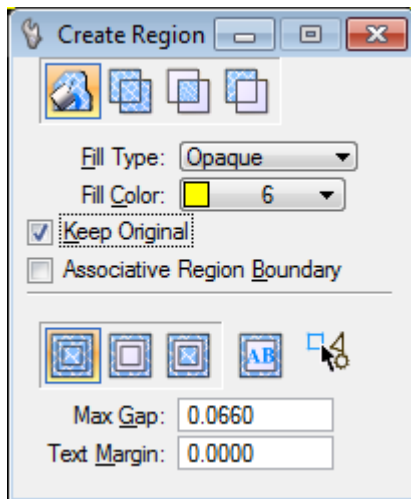 Create Region
Fill Type: Opaque
Fill Color: 6
Keep Original
Associative Region Boundary
AB
Max Gap: 0.0660
Text Margin: 0.0000